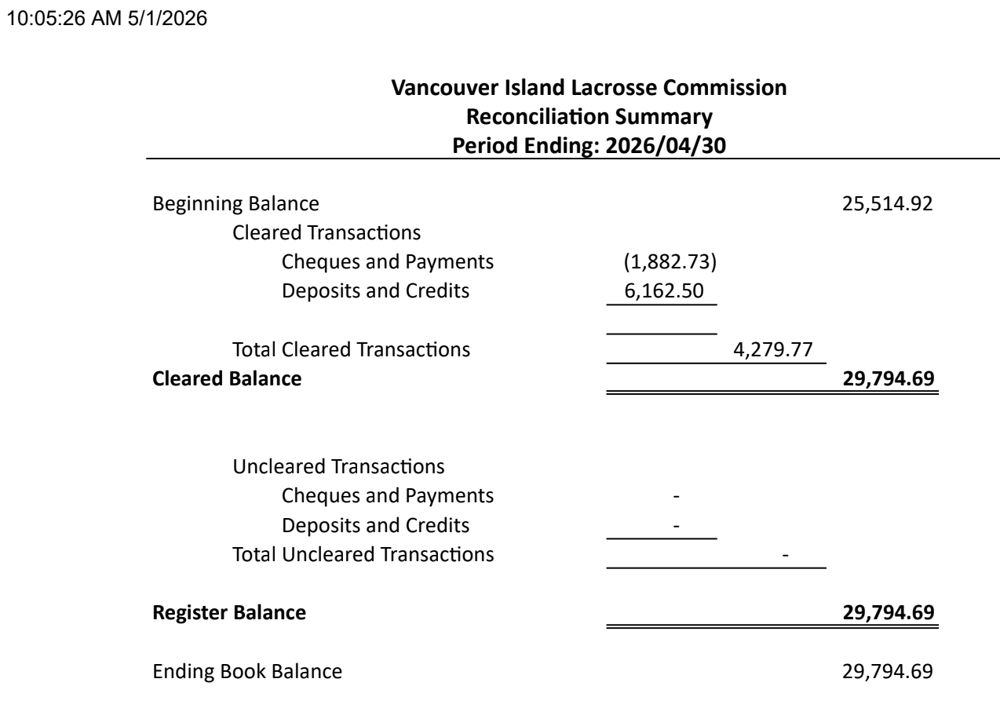 10:05:26 AM 5/1/2026
Vancouver Island Lacrosse Commission
Reconciliation Summary
Period Ending: 2026/04/30
Beginning Balance 25,514.92
Cleared Transactions
Cheques and Payments (1,882.73)
Deposits and Credits 6,162.50
Total Cleared Transactions 4,279.77
Cleared Balance 29,794.69
Uncleared Transactions
Cheques and Payments -
Deposits and Credits -
Total Uncleared Transactions -
Register Balance 29,794.69
Ending Book Balance 29,794.69